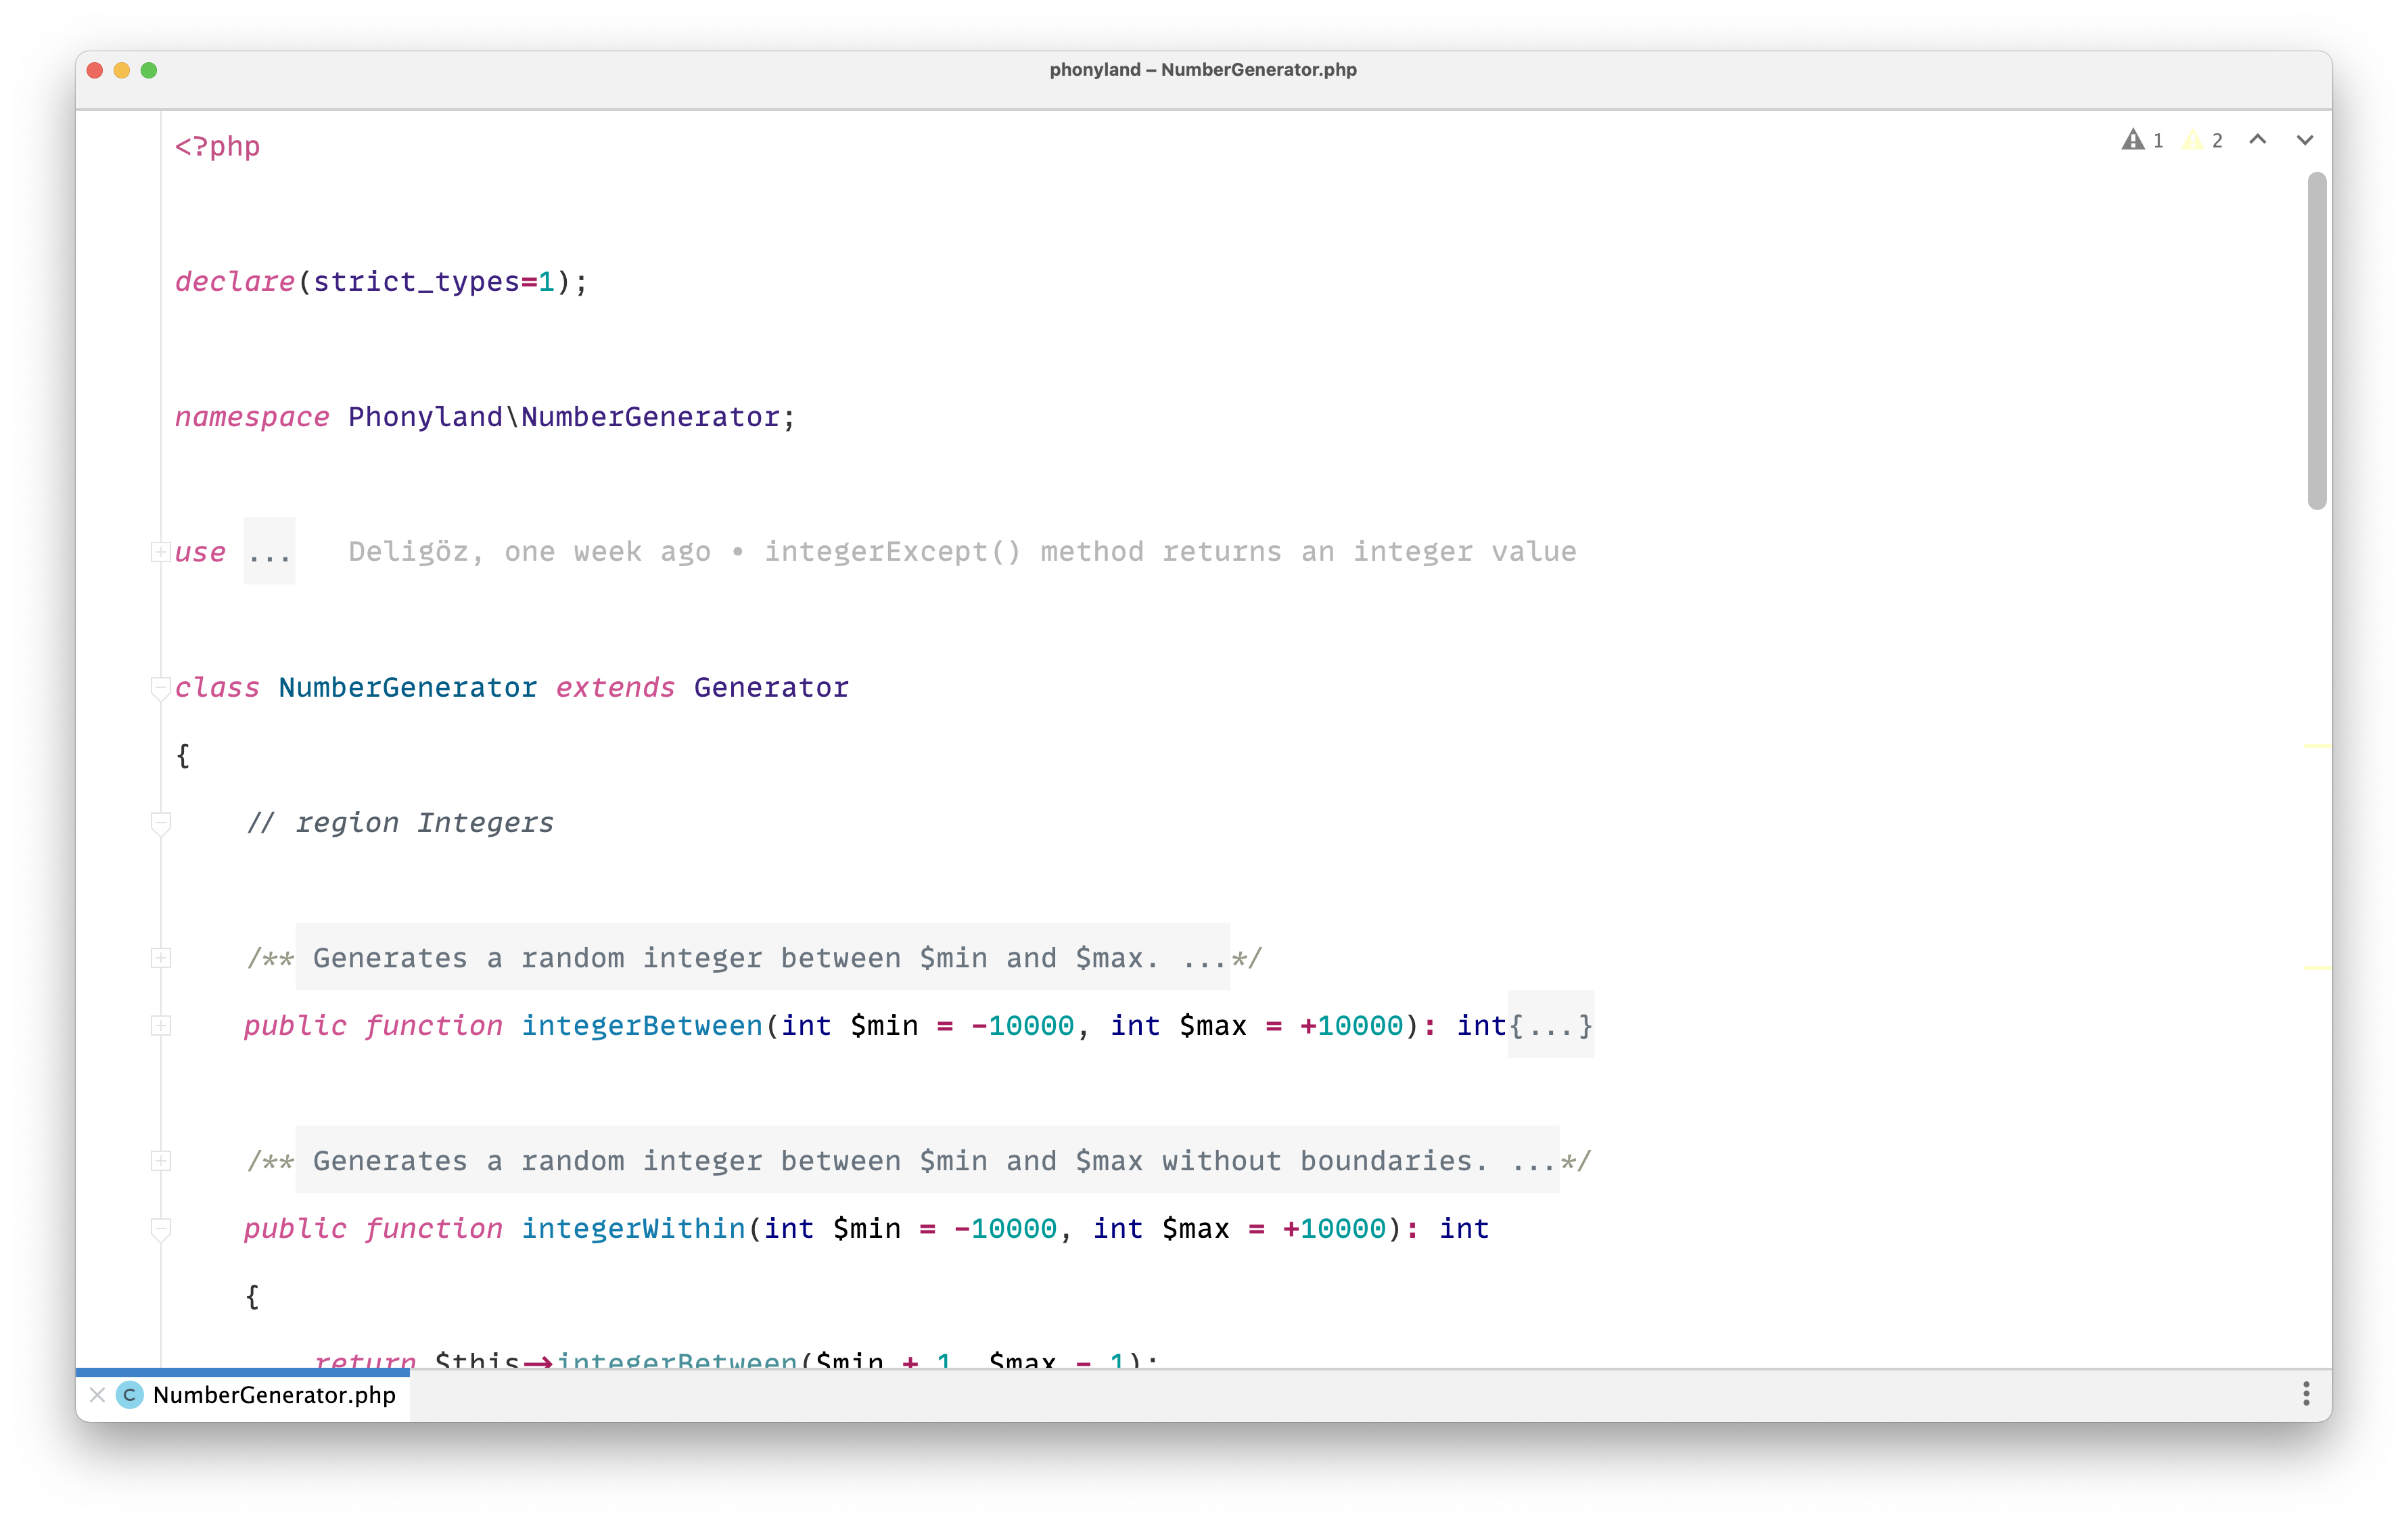 phonyland – NumberGenerator.php
<?php
1 2
declare(strict_types=1);
namespace Phonyland\NumberGenerator;
use ... Deligöz, one week ago • integerExcept() method returns an integer value
class NumberGenerator extends Generator
{
// region Integers
/** Generates a random integer between $min and $max. ...*/
public function integerBetween(int $min = -10000, int $max = +10000): int{...}
/** Generates a random integer between $min and $max without boundaries. ...*/
public function integerWithin(int $min = -10000, int $max = +10000): int
{
return $this→integerBetween($min + 1, $max - 1);
C NumberGenerator.php